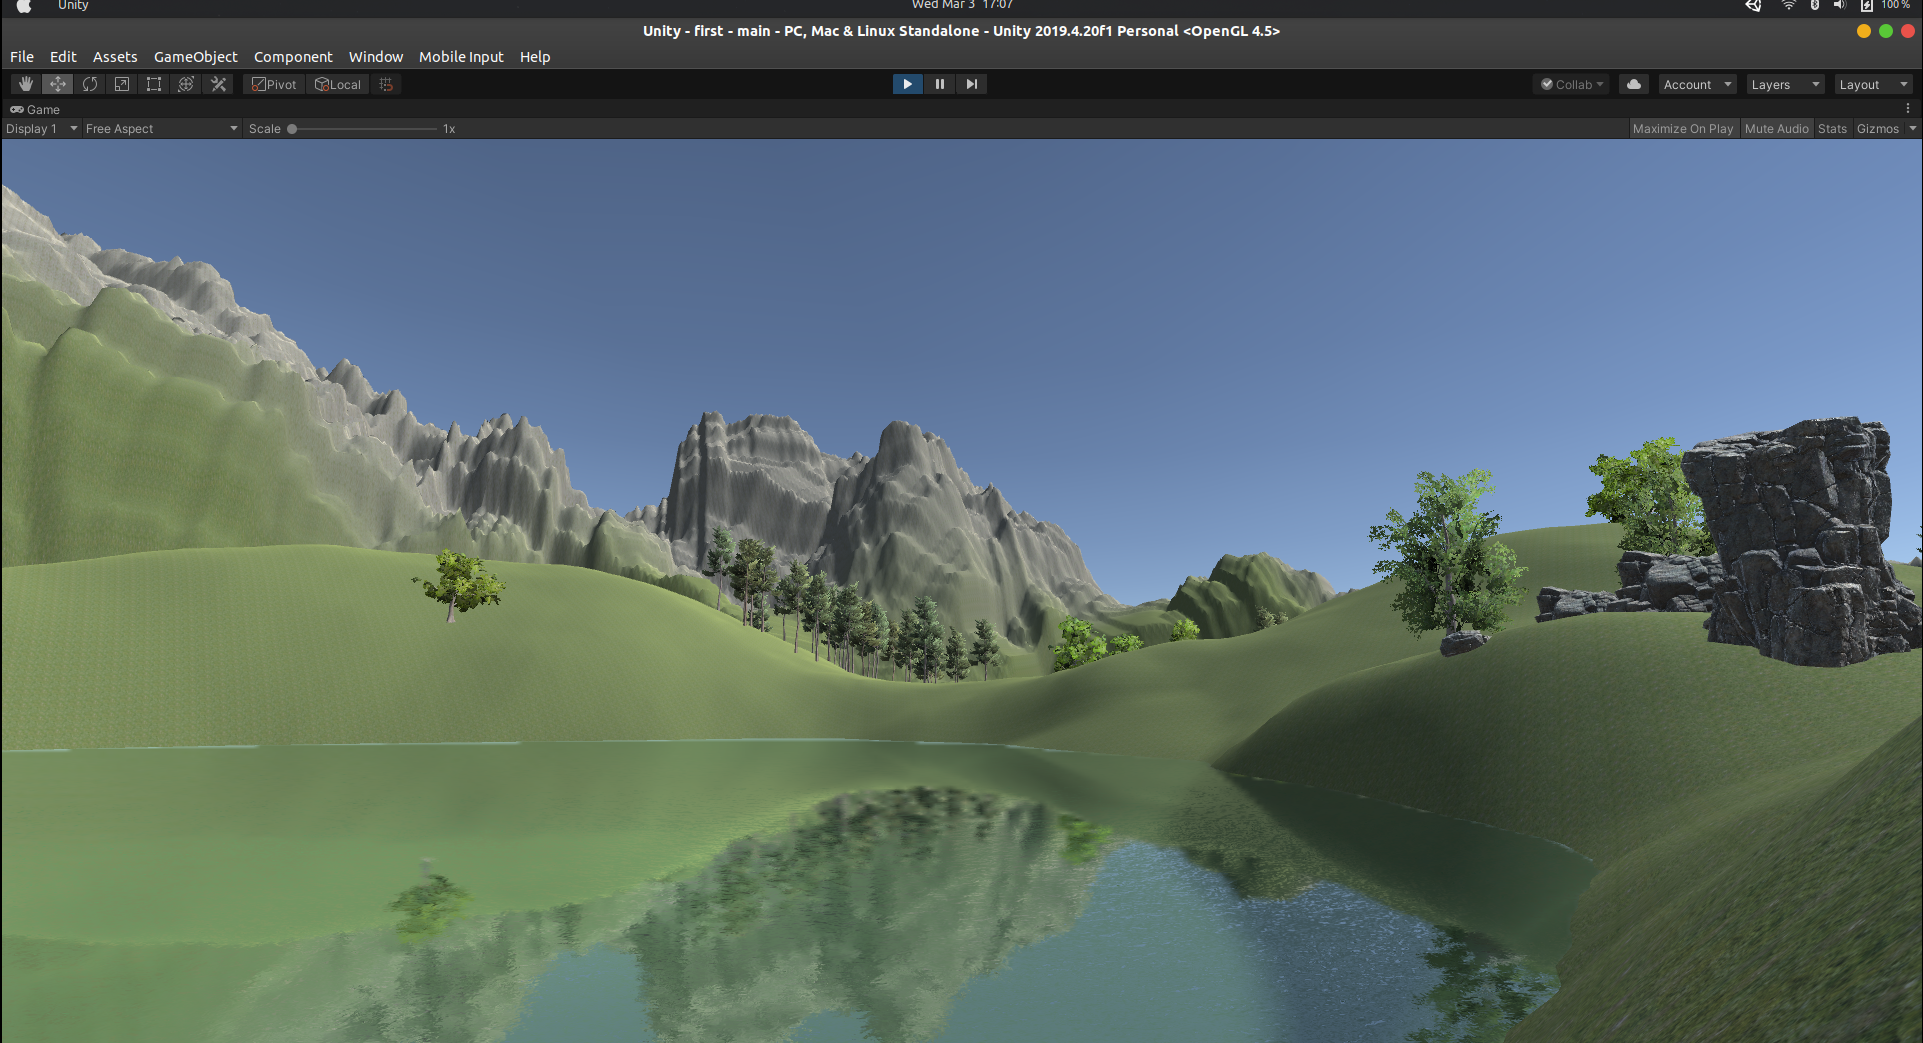 Unity Wed Mar 3 17:07 100%
Unity - first - main - PC, Mac & Linux Standalone - Unity 2019.4.20f1 Personal <OpenGL 4.5>
File Edit Assets GameObject Component Window Mobile Input Help
Pivot Local Collab Account Layers Layout
Game
Display 1 Free Aspect Scale 1x Maximize On Play Mute Audio Stats Gizmos